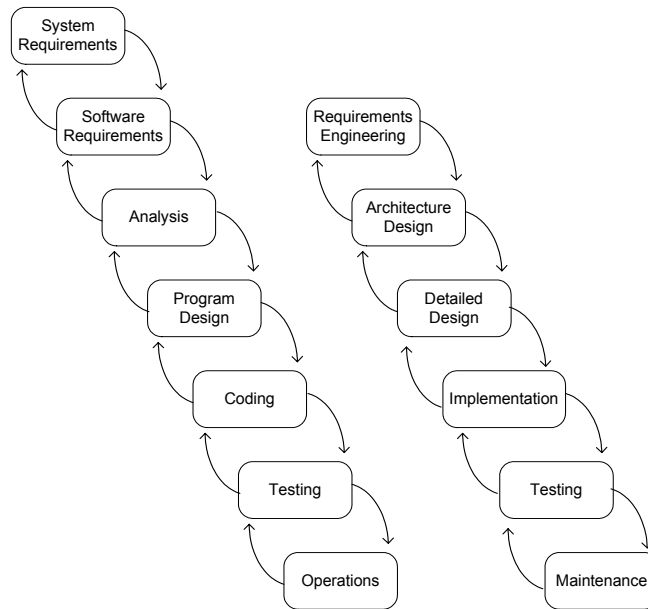 System
Requirements
Software
Requirements
Analysis
Program
Design
Coding
Testing
Operations
Requirements
Engineering
Architecture
Design
Detailed
Design
Implementation
Testing
Maintenance